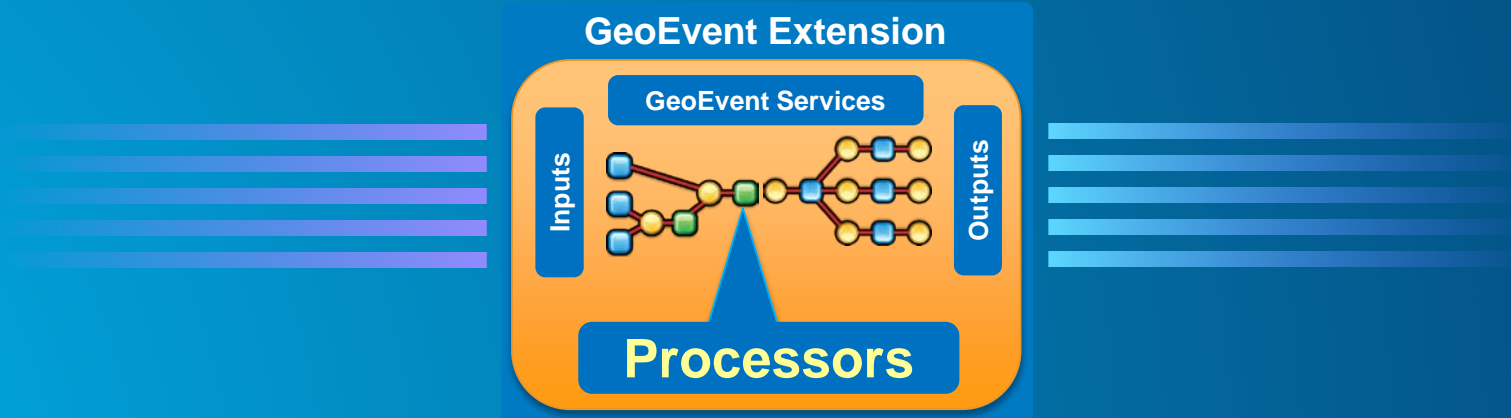 GeoEvent Extension
GeoEvent Services
Inputs
Outputs
Processors